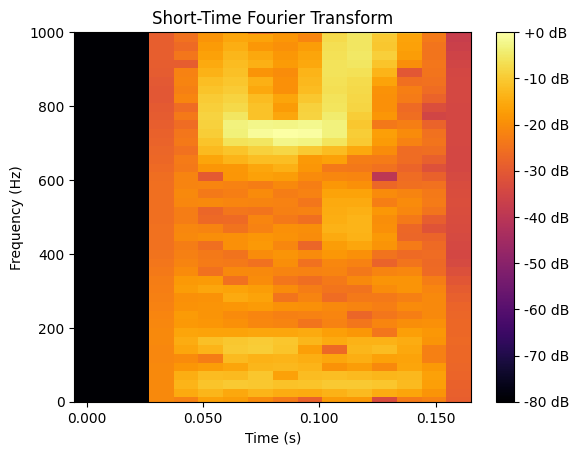 Short-Time Fourier Transform
1000
800
600
400
200
0
Frequency (Hz)
0.000
0.050
0.100
0.150
Time (s)
+0 dB
-10 dB
-20 dB
-30 dB
-40 dB
-50 dB
-60 dB
-70 dB
-80 dB